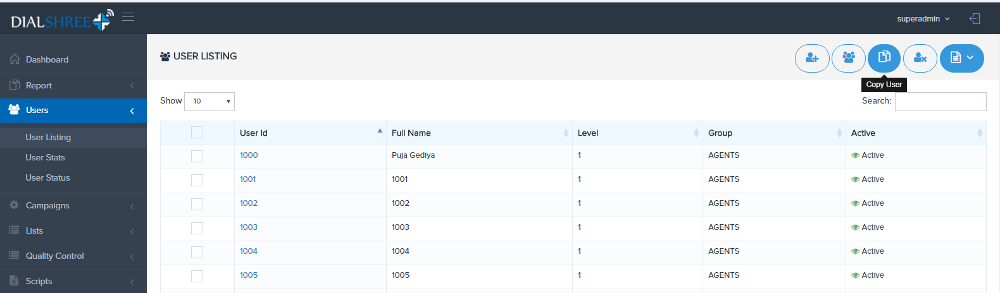 DIALSHREE
superadmin
Dashboard
Report
Users
User Listing
User Stats
User Status
Campaigns
Lists
Quality Control
Scripts
USER LISTING
Copy User
Show 10
Search:
User Id Full Name Level Group Active
1000 Puja Gediya 1 AGENTS Active
1001 1001 1 AGENTS Active
1002 1002 1 AGENTS Active
1003 1003 1 AGENTS Active
1004 1004 1 AGENTS Active
1005 1005 1 AGENTS Active